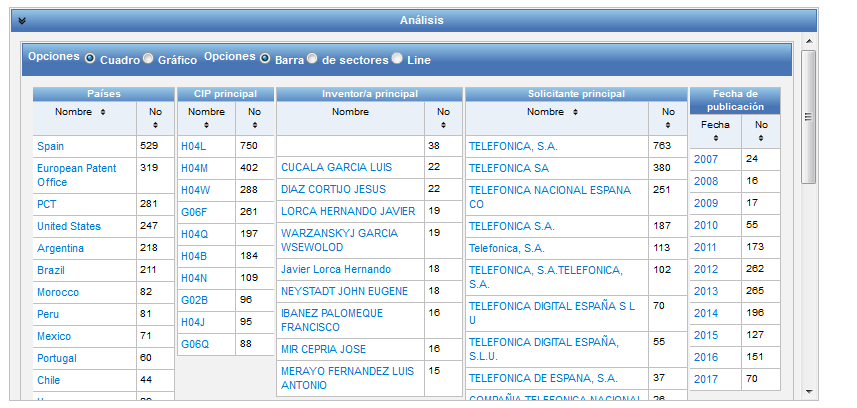 Análisis
Opciones Cuadro Gráfico Opciones Barra de sectores Line
Países
Nombre No
Spain 529
European Patent
Office 319
PCT 281
United States 247
Argentina 218
Brazil 211
Morocco 82
Peru 81
Mexico 71
Portugal 60
Chile 44
CIP principal
Nombre No
H04L 750
H04M 402
H04W 288
G06F 261
H04Q 197
H04B 184
H04N 109
G02B 96
H04J 95
G06Q 88
Inventor/a principal
Nombre No
38
CUCALA GARCIA LUIS 22
DIAZ CORTIJO JESUS 22
LORCA HERNANDO JAVIER 19
WARZANSKYJ GARCIA
WSEWOLOD 19
Javier Lorca Hernando 18
NEYSTADT JOHN EUGENE 18
IBANEZ PALOMEQUE
FRANCISCO 16
MIR CEPRIA JOSE 16
MERAYO FERNANDEZ LUIS
ANTONIO 15
Solicitante principal
Nombre No
TELEFONICA, S.A. 763
TELEFONICA SA 380
TELEFONICA NACIONAL ESPANA
CO 251
TELEFONICA S.A. 187
Telefonica, S.A. 113
TELEFONICA, S.A.TELEFONICA,
S.A. 102
TELEFONICA DIGITAL ESPAÑA S L
U 70
TELEFONICA DIGITAL ESPAÑA,
S.L.U. 55
TELEFONICA DE ESPANA, S.A. 37
COMPAÑIA TELEFONICA NACIONAL 26
Fecha de
publicación
Fecha No
2007 24
2008 16
2009 17
2010 55
2011 173
2012 262
2013 265
2014 196
2015 127
2016 151
2017 70